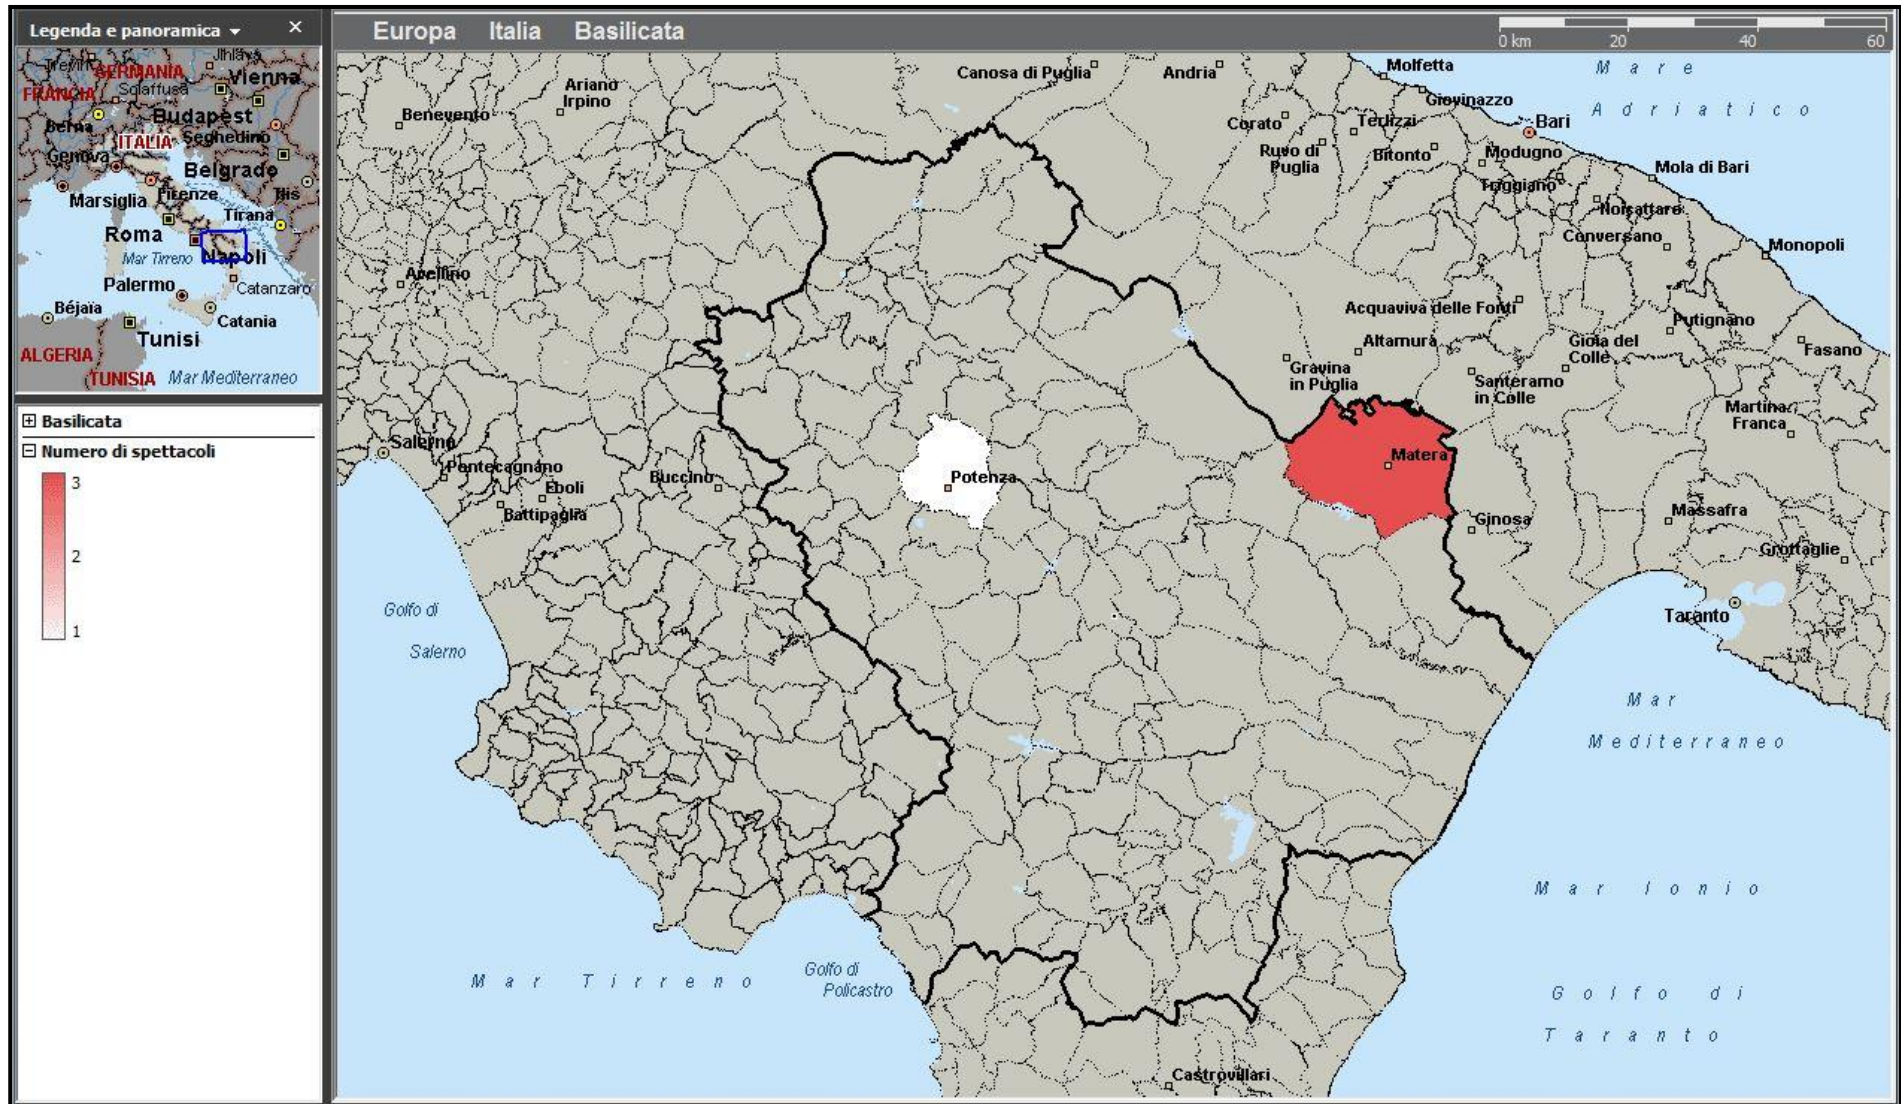 Legenda e panoramica
Europa Italia Basilicata
0 km 20 40 60
Jihlava
GERMANIA
Vienna
FRANCIA
Sciaffusa
Budapest
Berna
Seghedino
ITALIA
Genova
Belgrado
Marsiglia
Firenze
Nis
Tirana
Roma
Mar Tirreno
Napoli
Palermo
Catanzaro
Béjaïa
Catania
Tunisi
ALGERIA
TUNISIA
Mar Mediterraneo
Basilicata
Numero di spettacoli
3
2
1
Benevento
Ariano
Irpino
Canosa di Puglia
Andria
Molfetta
Giovinazzo
Mare
Adriatico
Corato
Terlizzi
Bari
Ruvo di
Puglia
Bitonto
Modugno
Mola di Bari
Triggiano
Noicattaro
Conversano
Monopoli
Avellino
Acquaviva delle Fonti
Altamura
Putignano
Gioia del
Colle
Fasano
Gravina
in Puglia
Santeramo
in Colle
Martina
Franca
Salerno
Pontecagnano
Eboli
Battipaglia
Buccino
Potenza
Matera
Ginosa
Massafra
Grottaglie
Taranto
Golfo di
Salerno
Mar
Mediterraneo
Mar Ionio
Mar Tirreno
Golfo di
Policastro
Golfo di
Taranto
Castrovillari